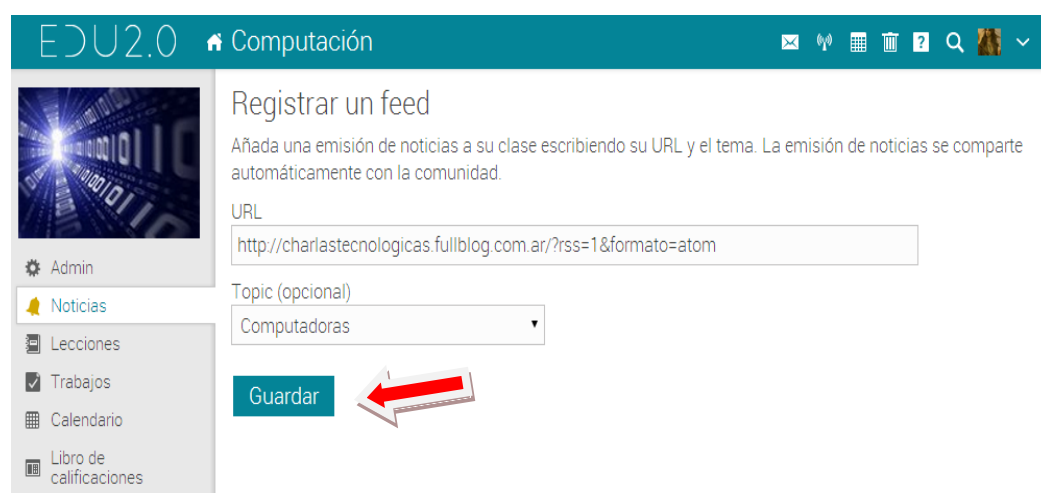 EDU2.0 Computación
Registrar un feed
Añada una emisión de noticias a su clase escribiendo su URL y el tema. La emisión de noticias se comparte
automáticamente con la comunidad.
URL
http://charlastecnologicas.fullblog.com.ar/?rss=1&formato=atom
Topic (opcional)
Computadoras
Guardar
Admin
Noticias
Lecciones
Trabajos
Calendario
Libro de
calificaciones